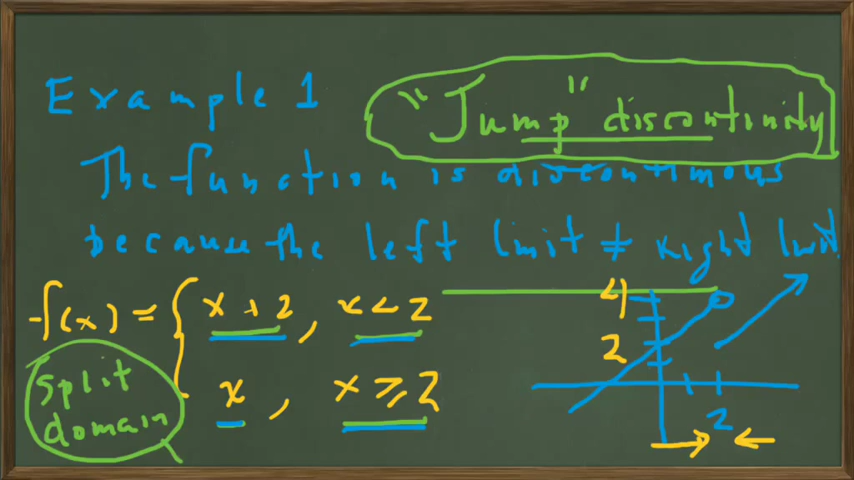 Example 1
"Jump" discontinuity
The function is discontinuous
because the left limit ≠ right limit
f(x) = { x + 2, x < 2
x, x ≥ 2
split
domain
4
2
2